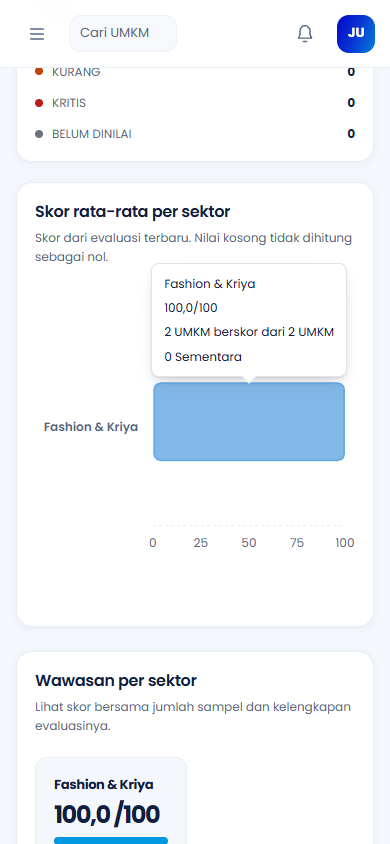 Cari UMKM
JU
KURANG 0
KRITIS 0
BELUM DINILAI 0
Skor rata-rata per sektor
Skor dari evaluasi terbaru. Nilai kosong tidak dihitung
sebagai nol.
Fashion & Kriya
100,0/100
2 UMKM berskor dari 2 UMKM
0 Sementara
Fashion & Kriya
0 25 50 75 100
Wawasan per sektor
Lihat skor bersama jumlah sampel dan kelengkapan
evaluasinya.
Fashion & Kriya
100,0 /100